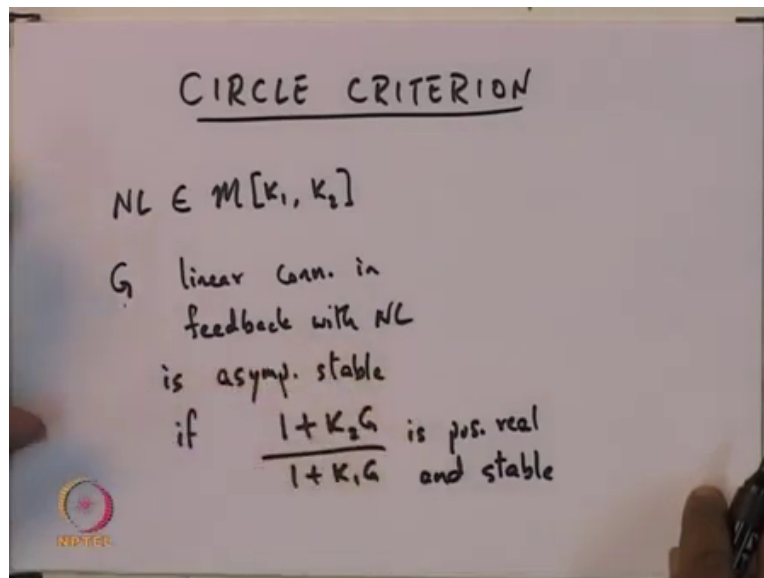 CIRCLE CRITERION
NL ∈ M[K₁, K₂]
G linear conn. in
feedback with NL
is asymp. stable
if (1 + K₂G)/(1 + K₁G) is pos. real
and stable
NPTEL